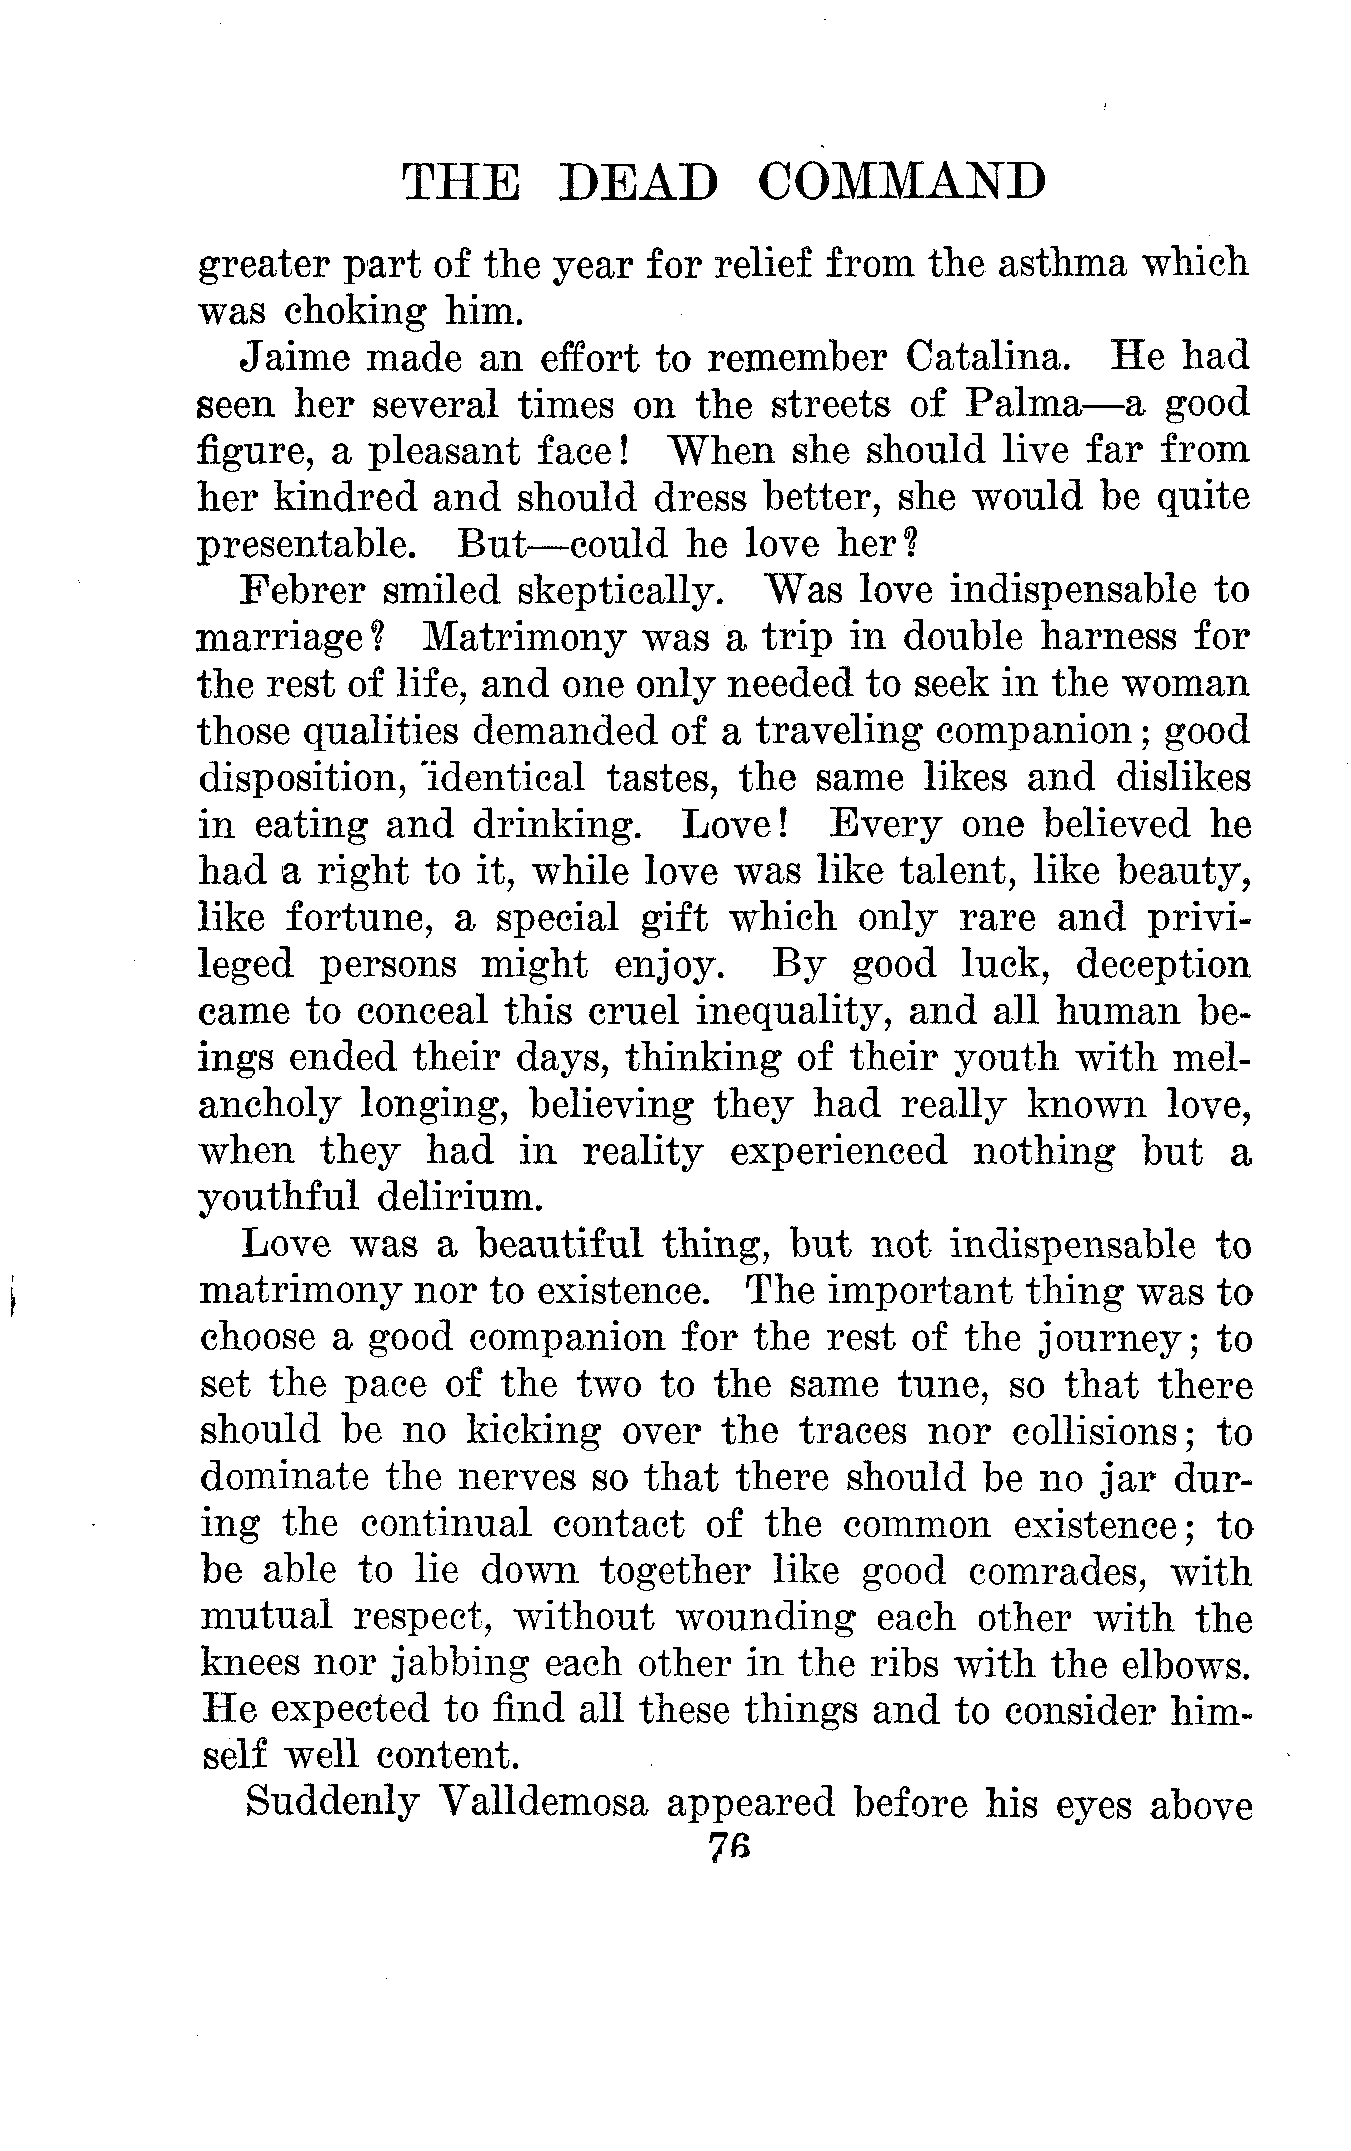 THE DEAD COMMAND
greater part of the year for relief from the asthma which
was choking him.
Jaime made an effort to remember Catalina. He had
seen her several times on the streets of Palma—a good
figure, a pleasant face! When she should live far from
her kindred and should dress better, she would be quite
presentable. But—could he love her?
Febrer smiled skeptically. Was love indispensable to
marriage? Matrimony was a trip in double harness for
the rest of life, and one only needed to seek in the woman
those qualities demanded of a traveling companion; good
disposition, identical tastes, the same likes and dislikes
in eating and drinking. Love! Every one believed he
had a right to it, while love was like talent, like beauty,
like fortune, a special gift which only rare and privi-
leged persons might enjoy. By good luck, deception
came to conceal this cruel inequality, and all human be-
ings ended their days, thinking of their youth with mel-
ancholy longing, believing they had really known love,
when they had in reality experienced nothing but a
youthful delirium.
Love was a beautiful thing, but not indispensable to
matrimony nor to existence. The important thing was to
choose a good companion for the rest of the journey; to
set the pace of the two to the same tune, so that there
should be no kicking over the traces nor collisions; to
dominate the nerves so that there should be no jar dur-
ing the continual contact of the common existence; to
be able to lie down together like good comrades, with
mutual respect, without wounding each other with the
knees nor jabbing each other in the ribs with the elbows.
He expected to find all these things and to consider him-
self well content.
Suddenly Valldemosa appeared before his eyes above
76